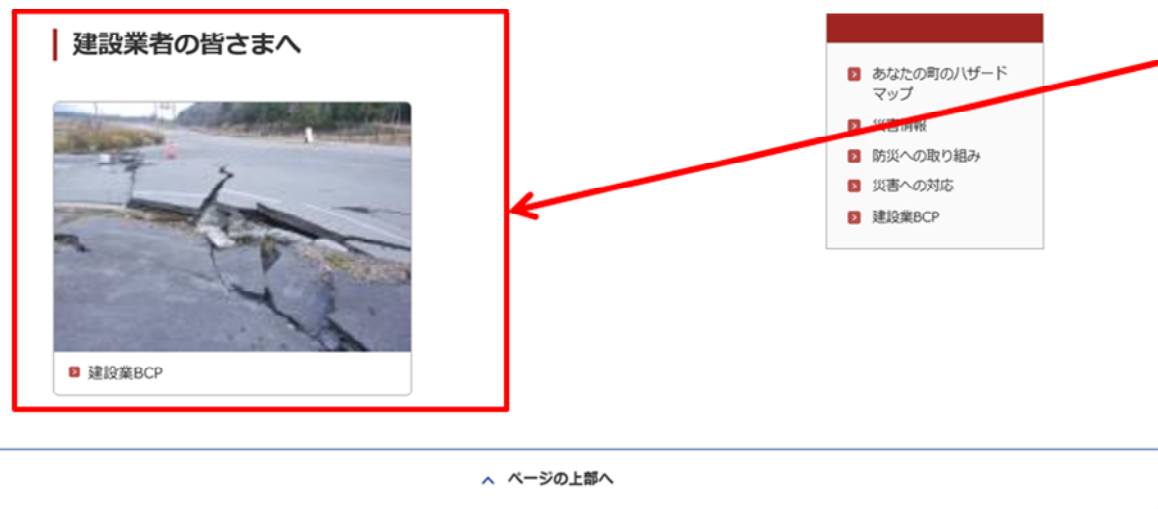 建設業者の皆さまへ
建設業BCP
あなたの町のハザード
マップ
災害情報
防災への取り組み
災害への対応
建設業BCP
ページの上部へ